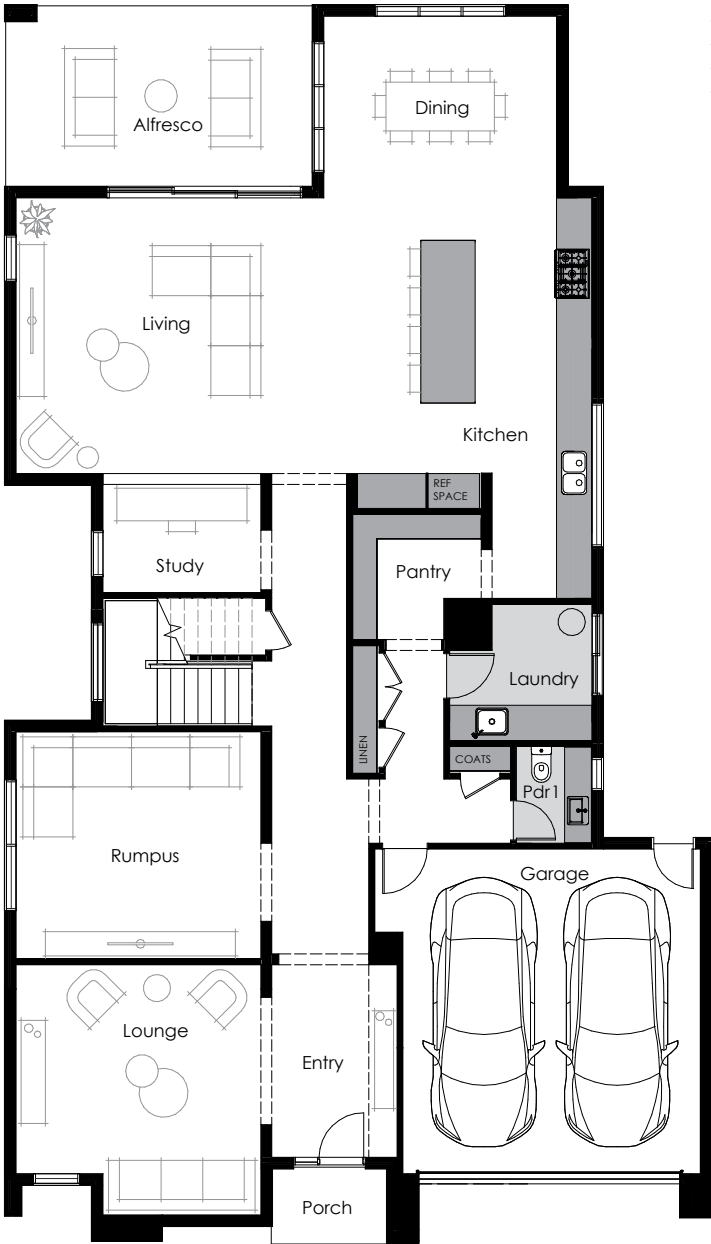 Dining
Alfresco
Living
Kitchen
REF
SPACE
Study
Pantry
Laundry
LINEN
COATS
Pdr1
Rumpus
Garage
Lounge
Entry
Porch